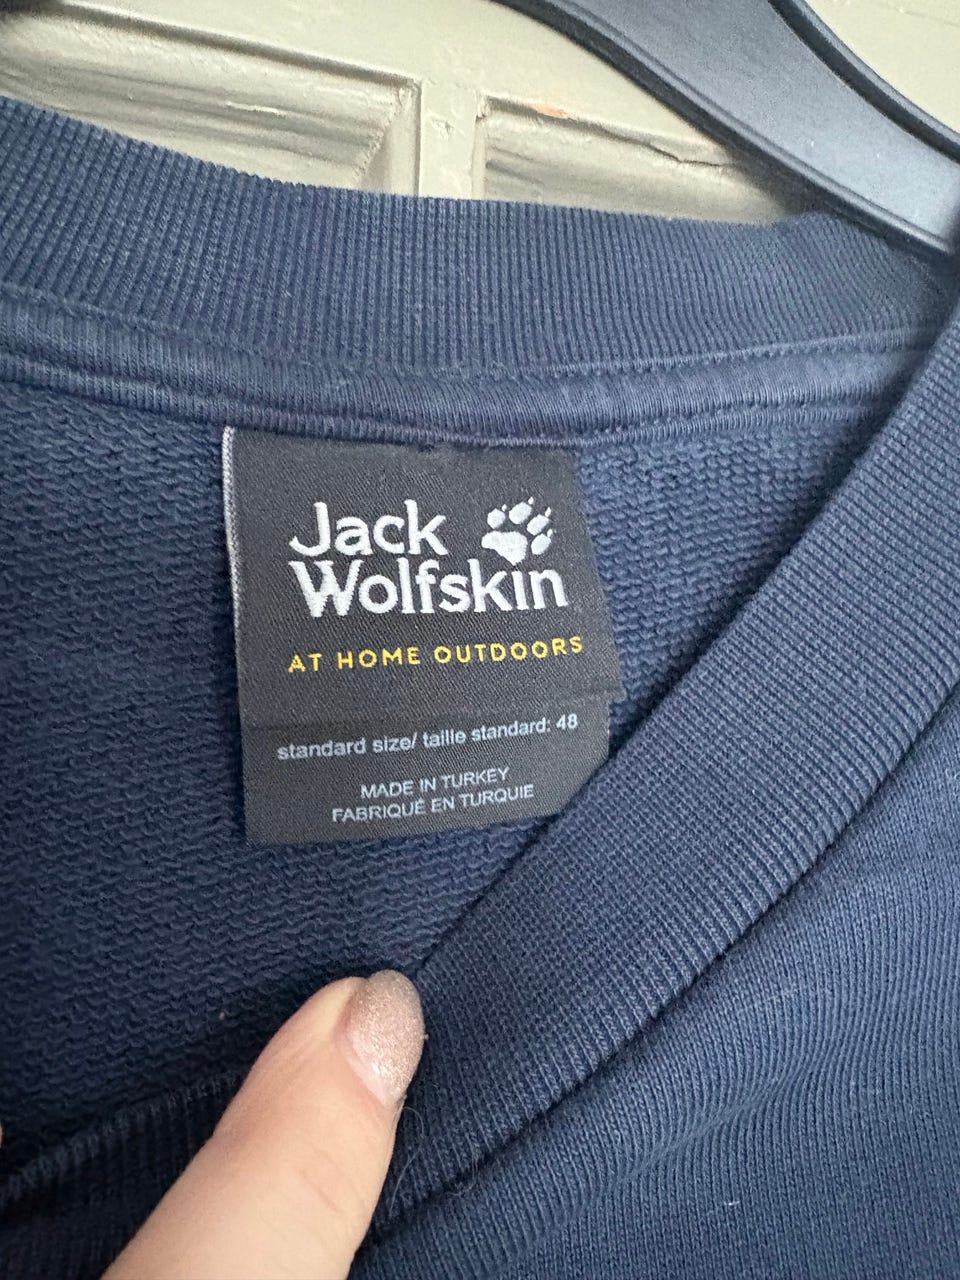 Jack
Wolfskin
AT HOME OUTDOORS
standard size/ taille standard: 48
MADE IN TURKEY
FABRIQUÉ EN TURQUIE